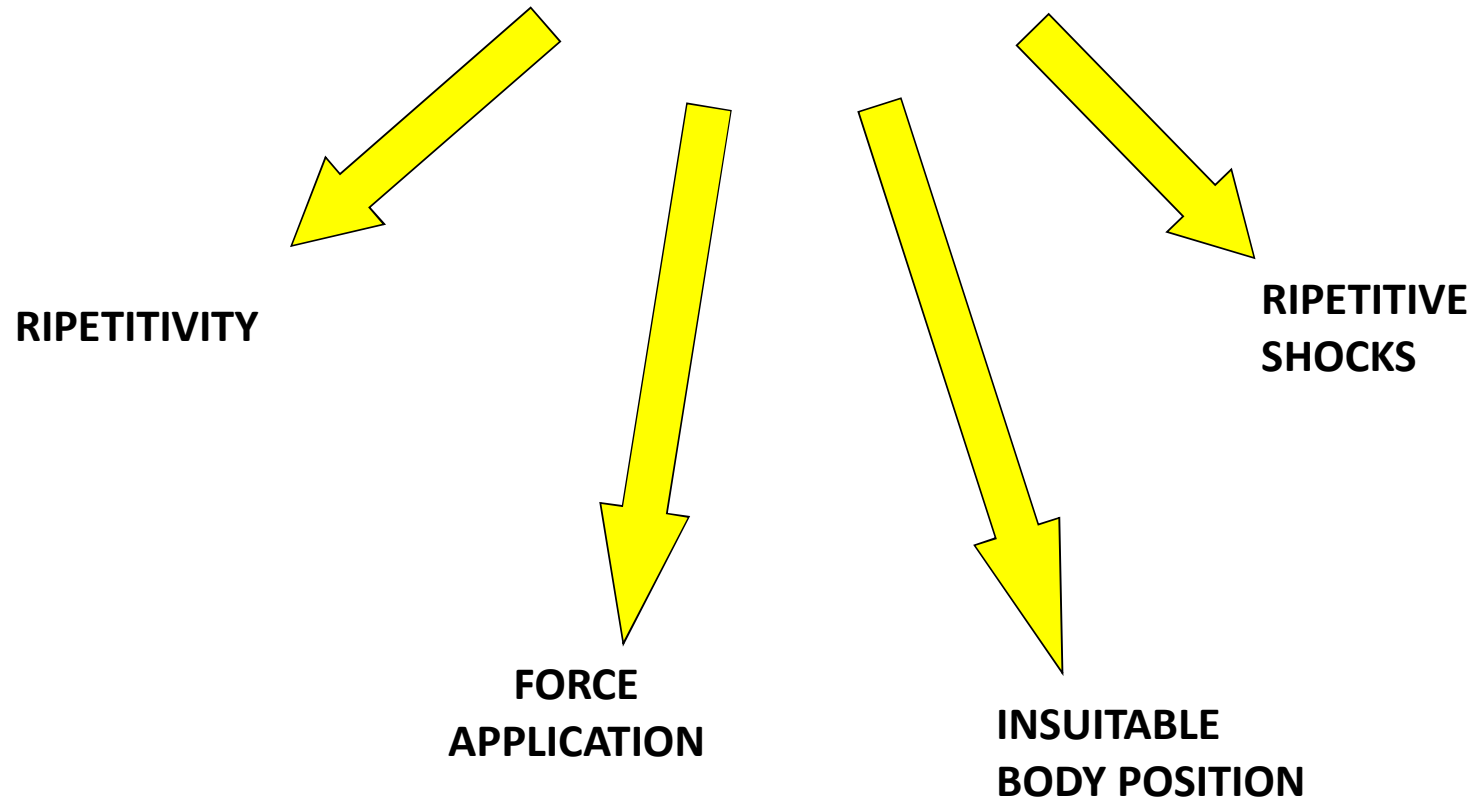 RIPETITIVITY
RIPETITIVE
SHOCKS
FORCE
APPLICATION
INSUITABLE
BODY POSITION